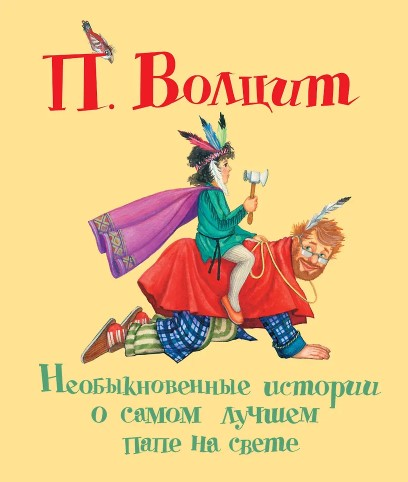 П. Волцит
Необыкновенные истории
о самом лучшем
папе на свете